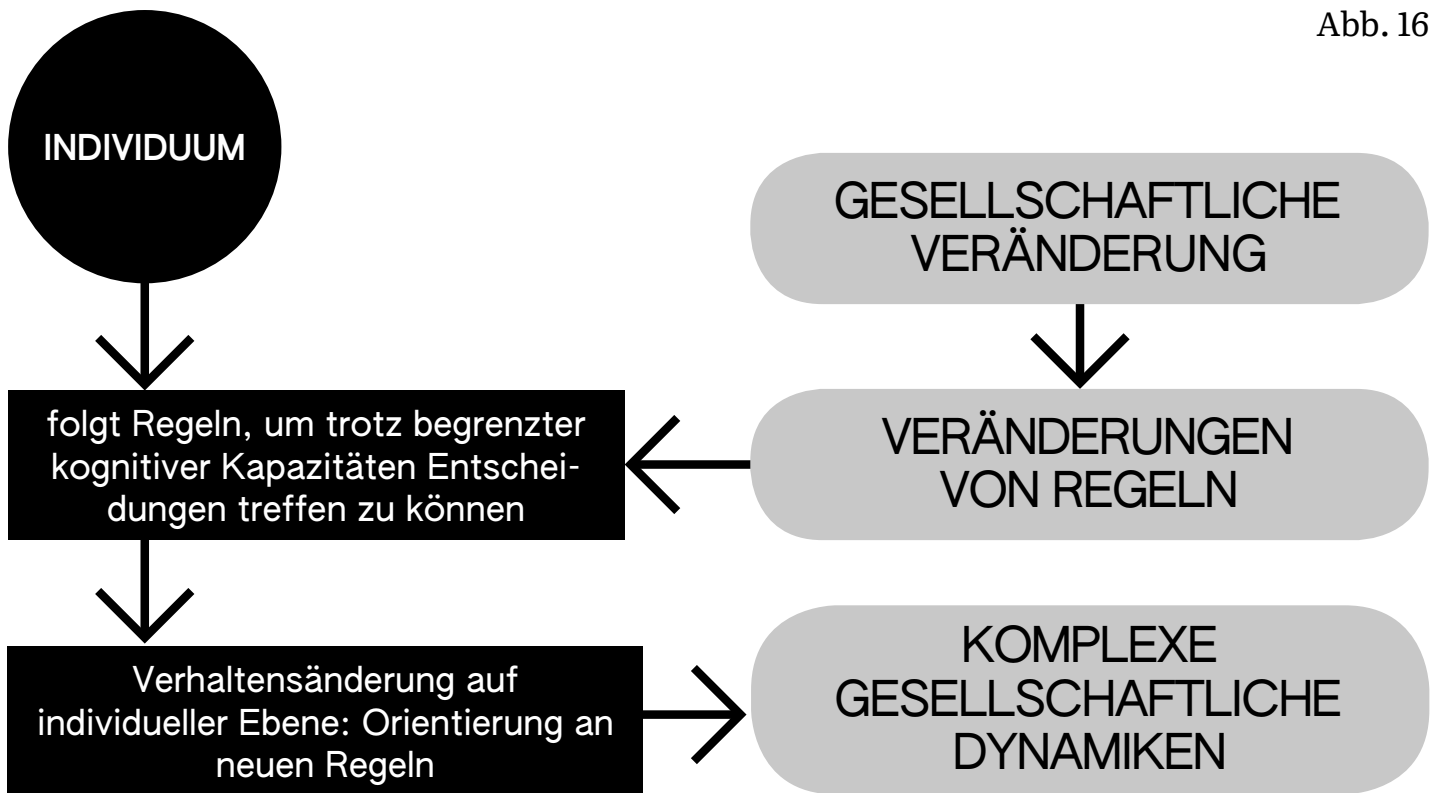 Abb. 16
INDIVIDUUM
GESELLSCHAFTLICHE
VERÄNDERUNG
folgt Regeln, um trotz begrenzter
kognitiver Kapazitäten Entschei-
dungen treffen zu können
VERÄNDERUNGEN
VON REGELN
Verhaltensänderung auf
individueller Ebene: Orientierung an
neuen Regeln
KOMPLEXE
GESELLSCHAFTLICHE
DYNAMIKEN